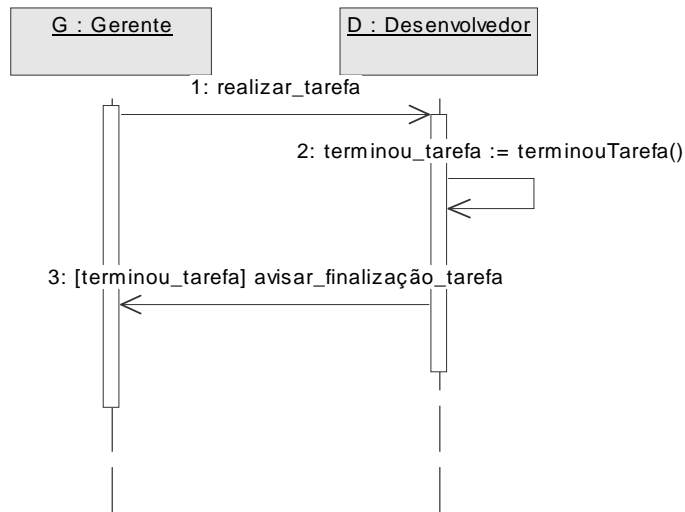 G : Gerente
D : Desenvolvedor
1: realizar_tarefa
2: terminou_tarefa := terminouTarefa()
3: [terminou_tarefa] avisar_finalização_tarefa